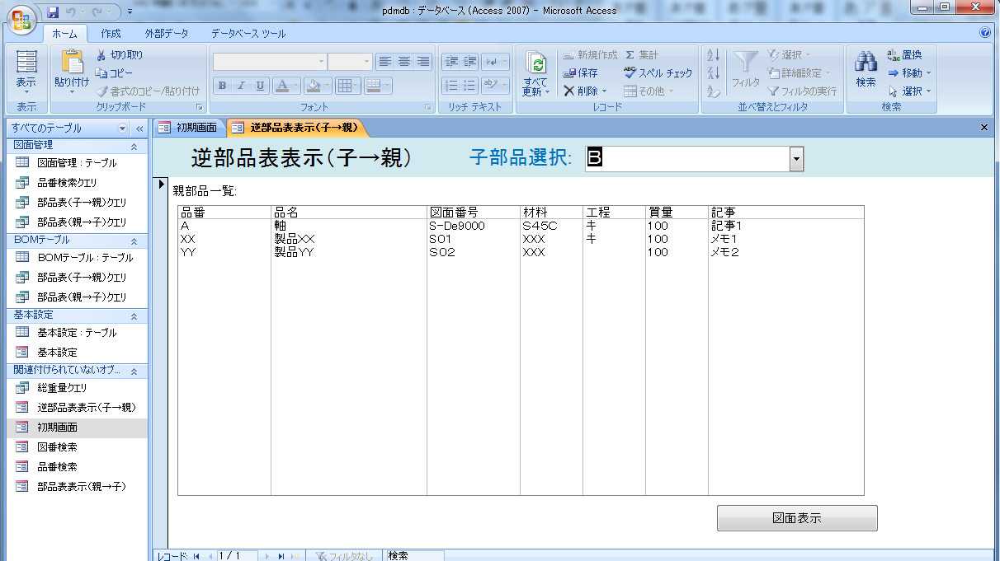 pdmdb : データベース (Access 2007) - Microsoft Access
ホーム 作成 外部データ データベース ツール
表示
表示
貼り付け
切り取り
コピー
書式のコピー/貼り付け
クリップボード
B I U A
フォント
リッチ テキスト
すべて
更新
新規作成
保存
削除
集計
スペル チェック
その他
レコード
フィルタ
選択
詳細設定
フィルタの実行
並べ替えとフィルタ
検索
置換
移動
選択
検索
すべてのテーブル
図面管理
図面管理 : テーブル
品番検索クエリ
部品表(子→親)クエリ
部品表(親→子)クエリ
BOMテーブル
BOMテーブル : テーブル
部品表(子→親)クエリ
部品表(親→子)クエリ
基本設定
基本設定 : テーブル
基本設定
関連付けられていないオブ...
総重量クエリ
逆部品表表示(子→親)
初期画面
図番検索
品番検索
部品表表示(親→子)
初期画面 逆部品表表示(子→親)
逆部品表表示(子→親) 子部品選択: B
親部品一覧:
品番 品名 図面番号 材料 工程 質量 記事
A 軸 S-De9000 S45C キ 100 記事1
XX 製品XX S01 XXX キ 100 メモ1
YY 製品YY S02 XXX 100 メモ2
図面表示
レコード: 1 / 1 フィルタなし 検索